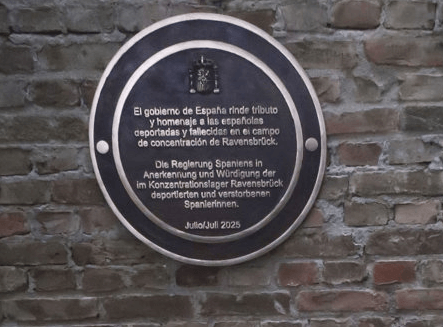 El gobierno de España rinde tributo
y homenaje a las españolas
deportadas y fallecidas en el campo
de concentración de Ravensbrück.
Die Regierung Spaniens in
Anerkennung und Würdigung der
im Konzentrationslager Ravensbrück
deportierten und verstorbenen
Spanierinnen.
Julio/Juli 2025